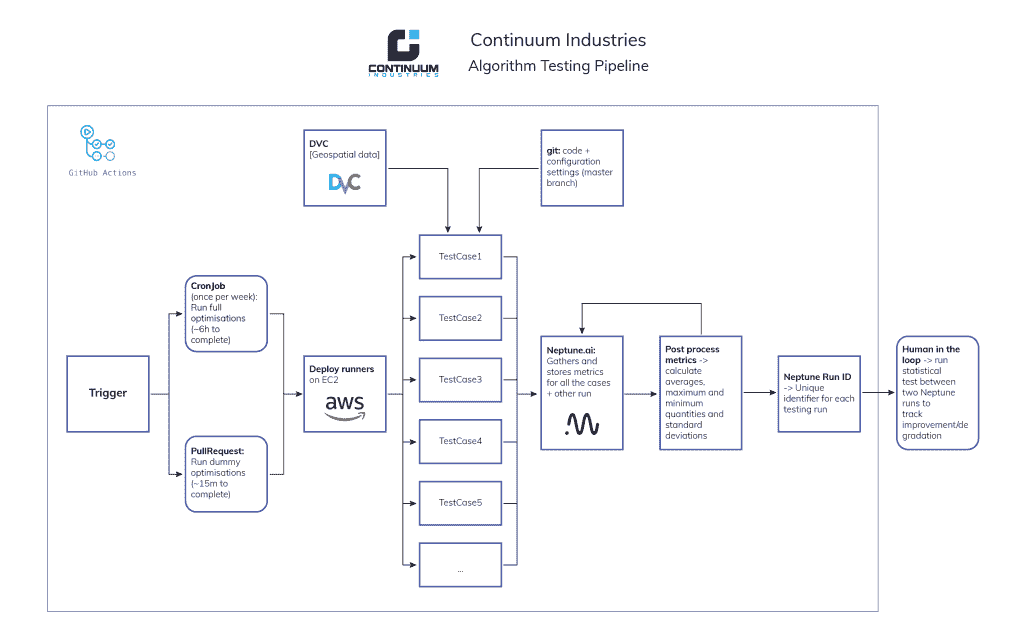 CONTINUUM
INDUSTRIES
Continuum Industries
Algorithm Testing Pipeline
GitHub Actions
DVC
[Geospatial data]
DVC
git: code +
configuration
settings (master
branch)
Trigger
CronJob
(once per week):
Run full
optimisations
(~6h to
complete)
PullRequest:
Run dummy
optimisations
(~15m to
complete)
Deploy runners
on EC2
aws
TestCase1
TestCase2
TestCase3
TestCase4
TestCase5
...
Neptune.ai:
Gathers and
stores metrics
for all the cases
+ other run
Post process
metrics ->
calculate
averages,
maximum and
minimum
quantities and
standard
deviations
Neptune Run ID
-> Unique
identifier for each
testing run
Human in the
loop -> run
statistical
test between
two Neptune
runs to
track
improvement/de
gradation